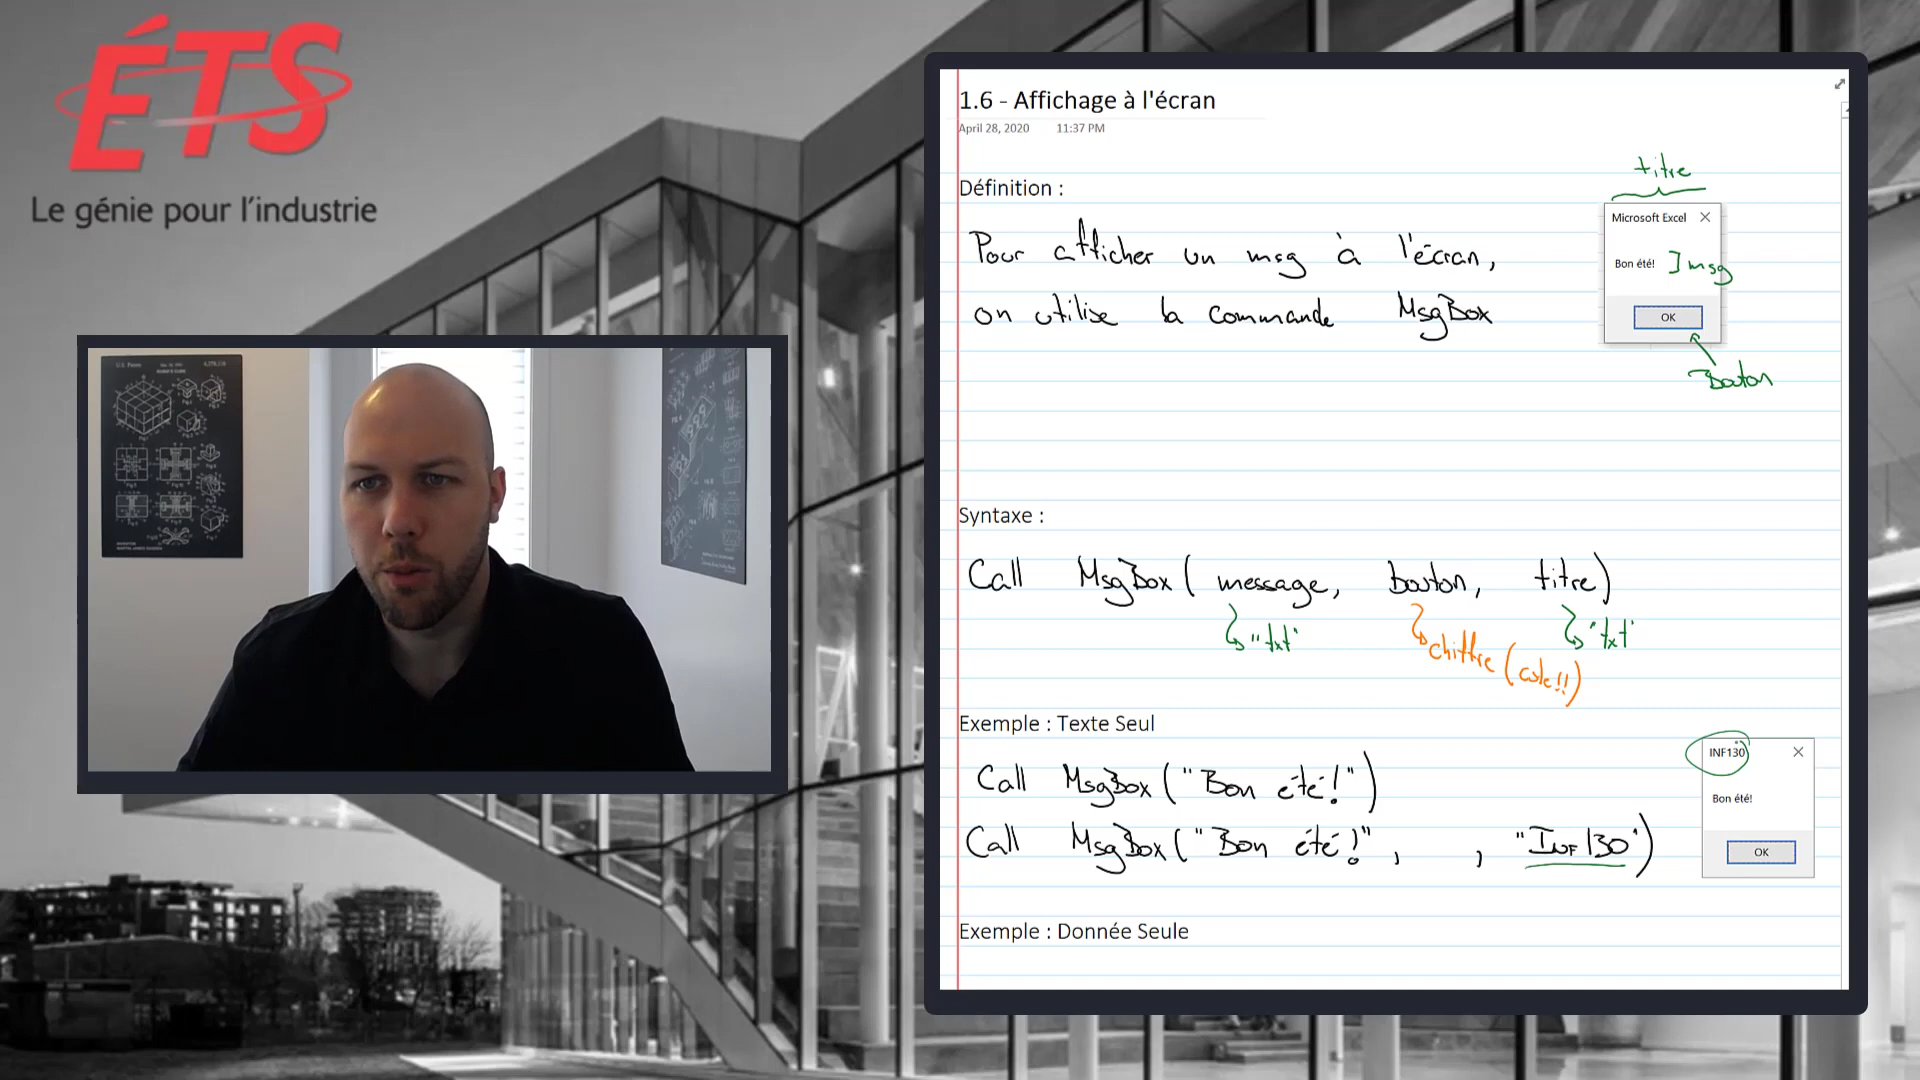 ÉTS
Le génie pour l'industrie
1.6 - Affichage à l'écran
April 28, 2020 11:37 PM
Définition :
Pour afficher un msg à l'écran,
on utilise la commande MsgBox
titre
Microsoft Excel
Bon été! msg
OK
Bouton
Syntaxe :
Call MsgBox ( message, bouton, titre)
"txt" chiffre (code!!) "txt"
Exemple : Texte Seul
Call MsgBox ("Bon été!")
Call MsgBox ("Bon été!", , "INF130")
INF130
Bon été!
OK
Exemple : Donnée Seule